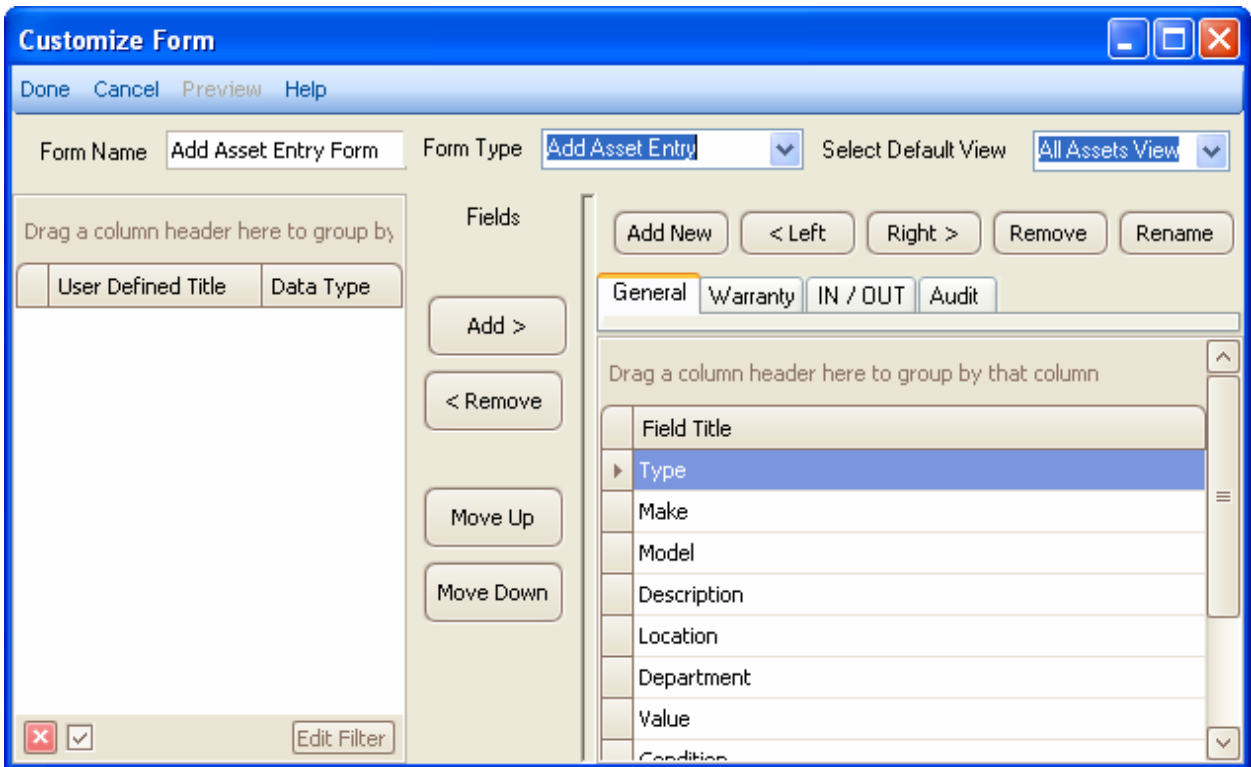 Customize Form
Done Cancel Preview Help
Form Name Add Asset Entry Form Form Type Add Asset Entry Select Default View All Assets View
Drag a column header here to group by
User Defined Title Data Type
Edit Filter
Fields
Add >
< Remove
Move Up
Move Down
Add New < Left Right > Remove Rename
General Warranty IN / OUT Audit
Drag a column header here to group by that column
Field Title
Type
Make
Model
Description
Location
Department
Value
Condition